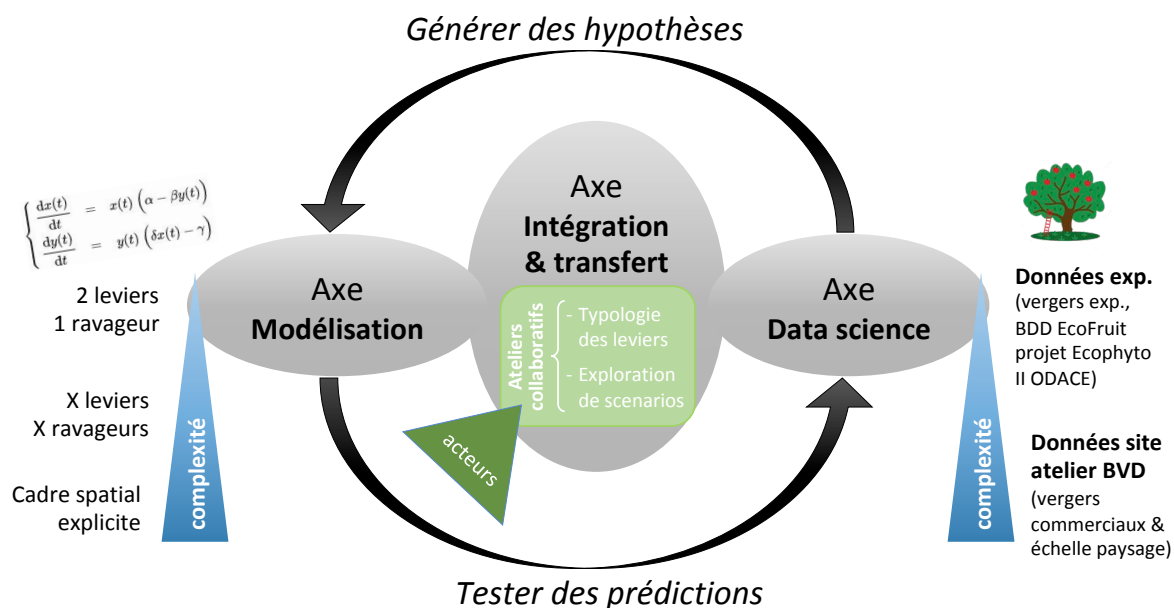 Générer des hypothèses
dx(t)/dt = x(t) (α − βy(t))
dy(t)/dt = y(t) (δx(t) − γ)
2 leviers
1 ravageur
X leviers
X ravageurs
Cadre spatial
explicite
complexité
Axe
Modélisation
Axe
Intégration
& transfert
Ateliers
collaboratifs
- Typologie
des leviers
- Exploration
de scenarios
acteurs
Axe
Data science
complexité
Données exp.
(vergers exp.,
BDD EcoFruit
projet Ecophyto
II ODACE)
Données site
atelier BVD
(vergers
commerciaux &
échelle paysage)
Tester des prédictions